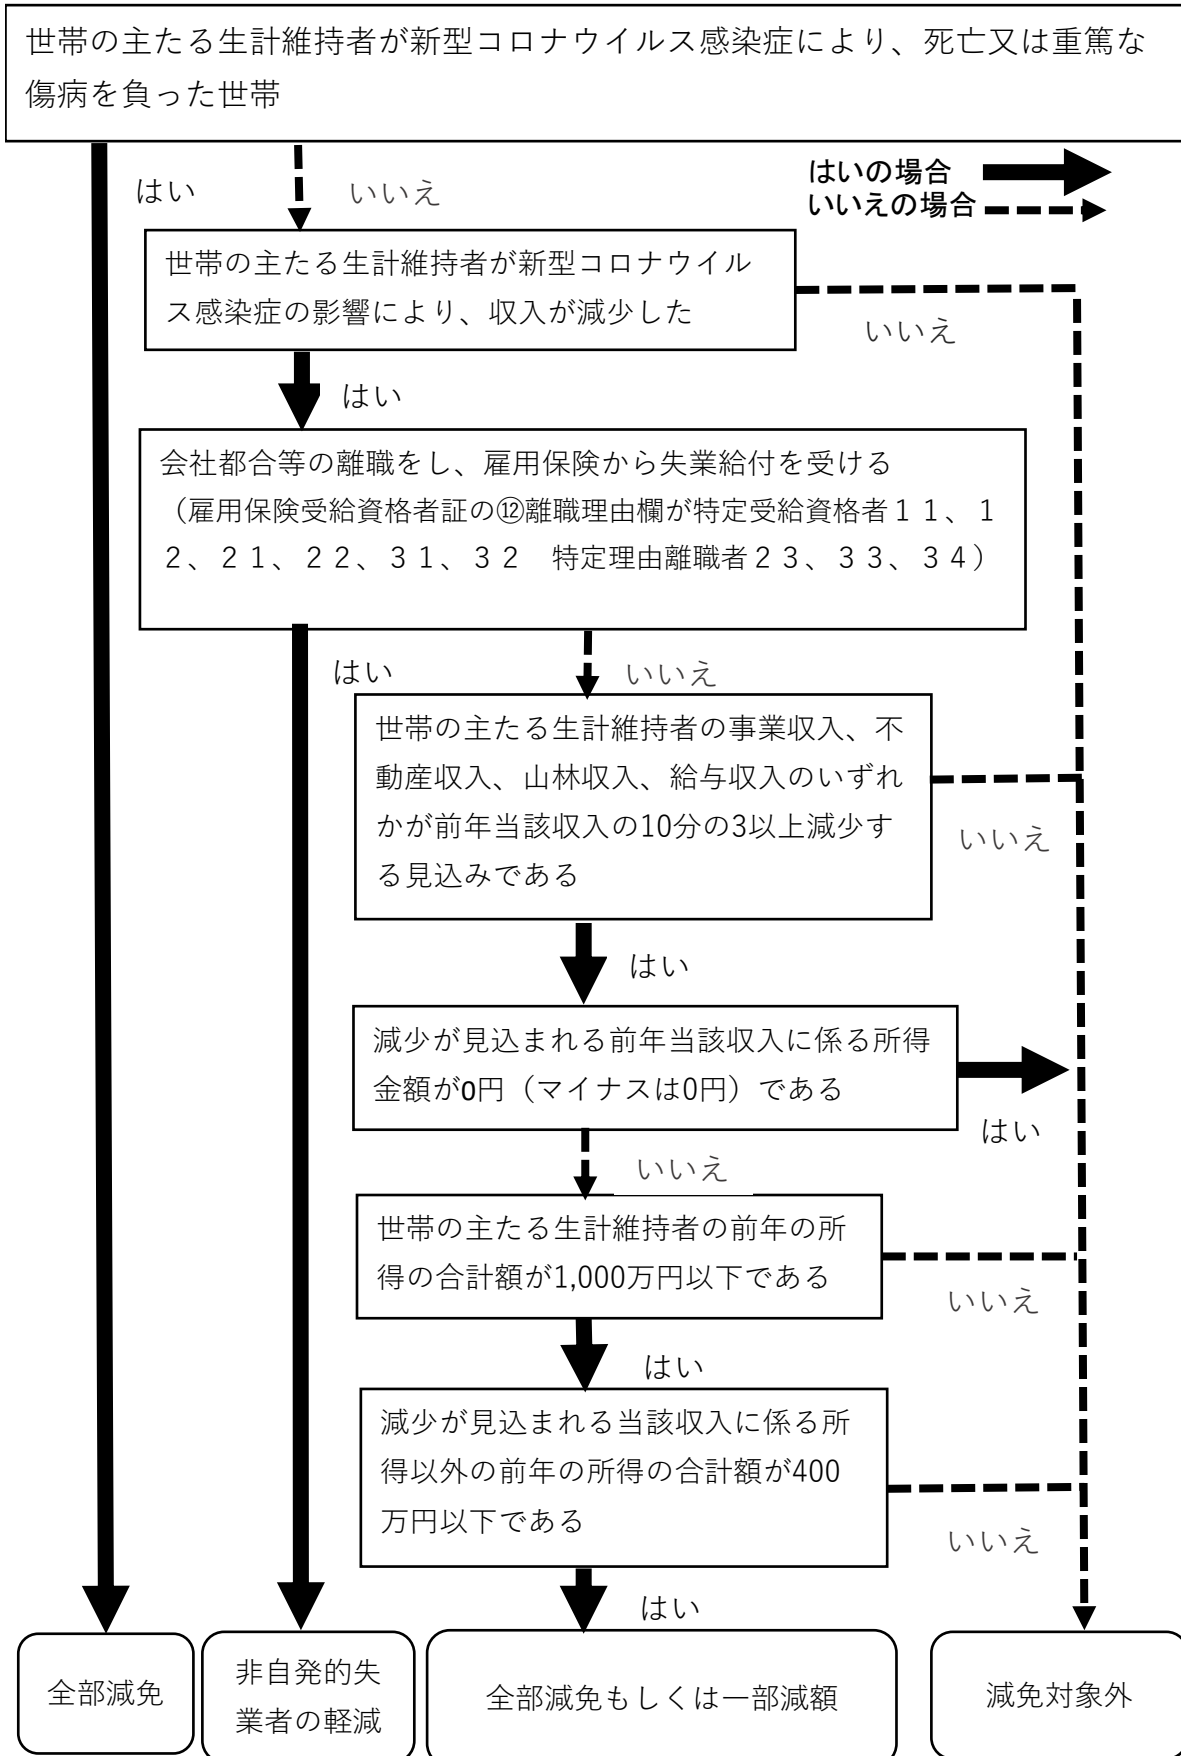 世帯の主たる生計維持者が新型コロナウイルス感染症により、死亡又は重篤な
傷病を負った世帯
はい
いいえ
はいの場合
いいえの場合
世帯の主たる生計維持者が新型コロナウイル
ス感染症の影響により、収入が減少した
いいえ
はい
会社都合等の離職をし、雇用保険から失業給付を受ける
（雇用保険受給資格者証の⑫離職理由欄が特定受給資格者１１、１
２、２１、２２、３１、３２　特定理由離職者２３、３３、３４）
はい
いいえ
世帯の主たる生計維持者の事業収入、不
動産収入、山林収入、給与収入のいずれ
かが前年当該収入の10分の3以上減少す
る見込みである
いいえ
はい
減少が見込まれる前年当該収入に係る所得
金額が0円（マイナスは0円）である
はい
いいえ
世帯の主たる生計維持者の前年の所
得の合計額が1,000万円以下である
いいえ
はい
減少が見込まれる当該収入に係る所
得以外の前年の所得の合計額が400
万円以下である
いいえ
はい
全部減免
非自発的失
業者の軽減
全部減免もしくは一部減額
減免対象外